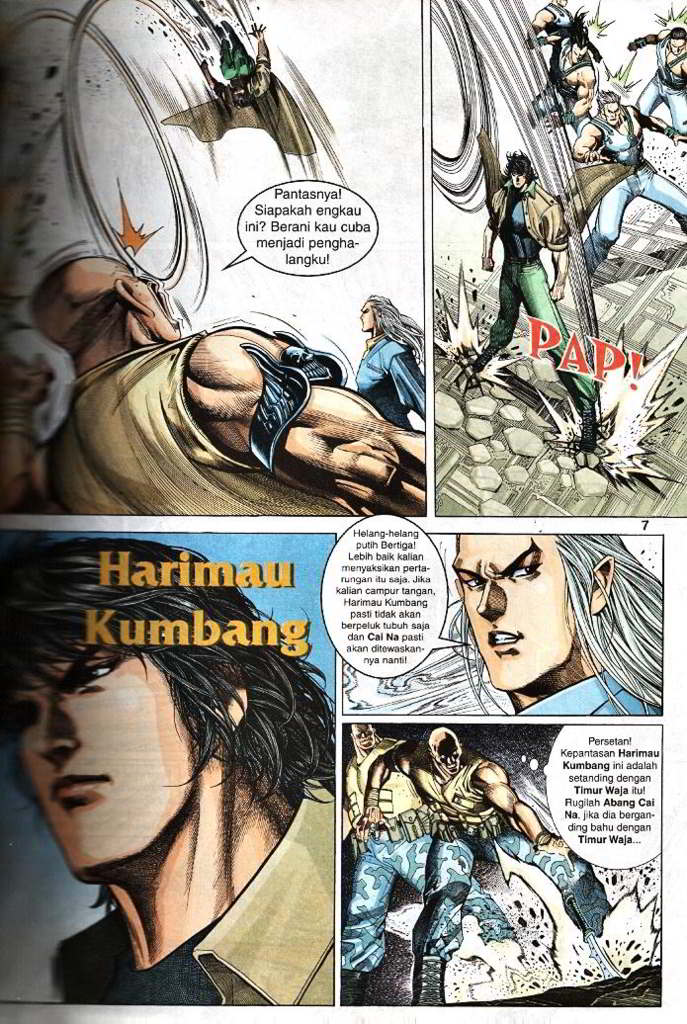 Pantasnya!
Siapakah engkau
ini? Berani kau cuba
menjadi pengha-
langku!
PAP!
7
Harimau
Kumbang
Helang-helang
putih Bertiga!
Lebih baik kalian
menyaksikan perta-
rungan itu saja. Jika
kalian campur tangan,
Harimau Kumbang
pasti tidak akan
berpeluk tubuh saja
dan Cai Na pasti
akan ditewaskan-
nya nanti!
Persetan!
Kepantasan Harimau
Kumbang ini adalah
setanding dengan
Timur Waja itu!
Rugilah Abang Cai
Na, jika dia bergan-
ding bahu dengan
Timur Waja...